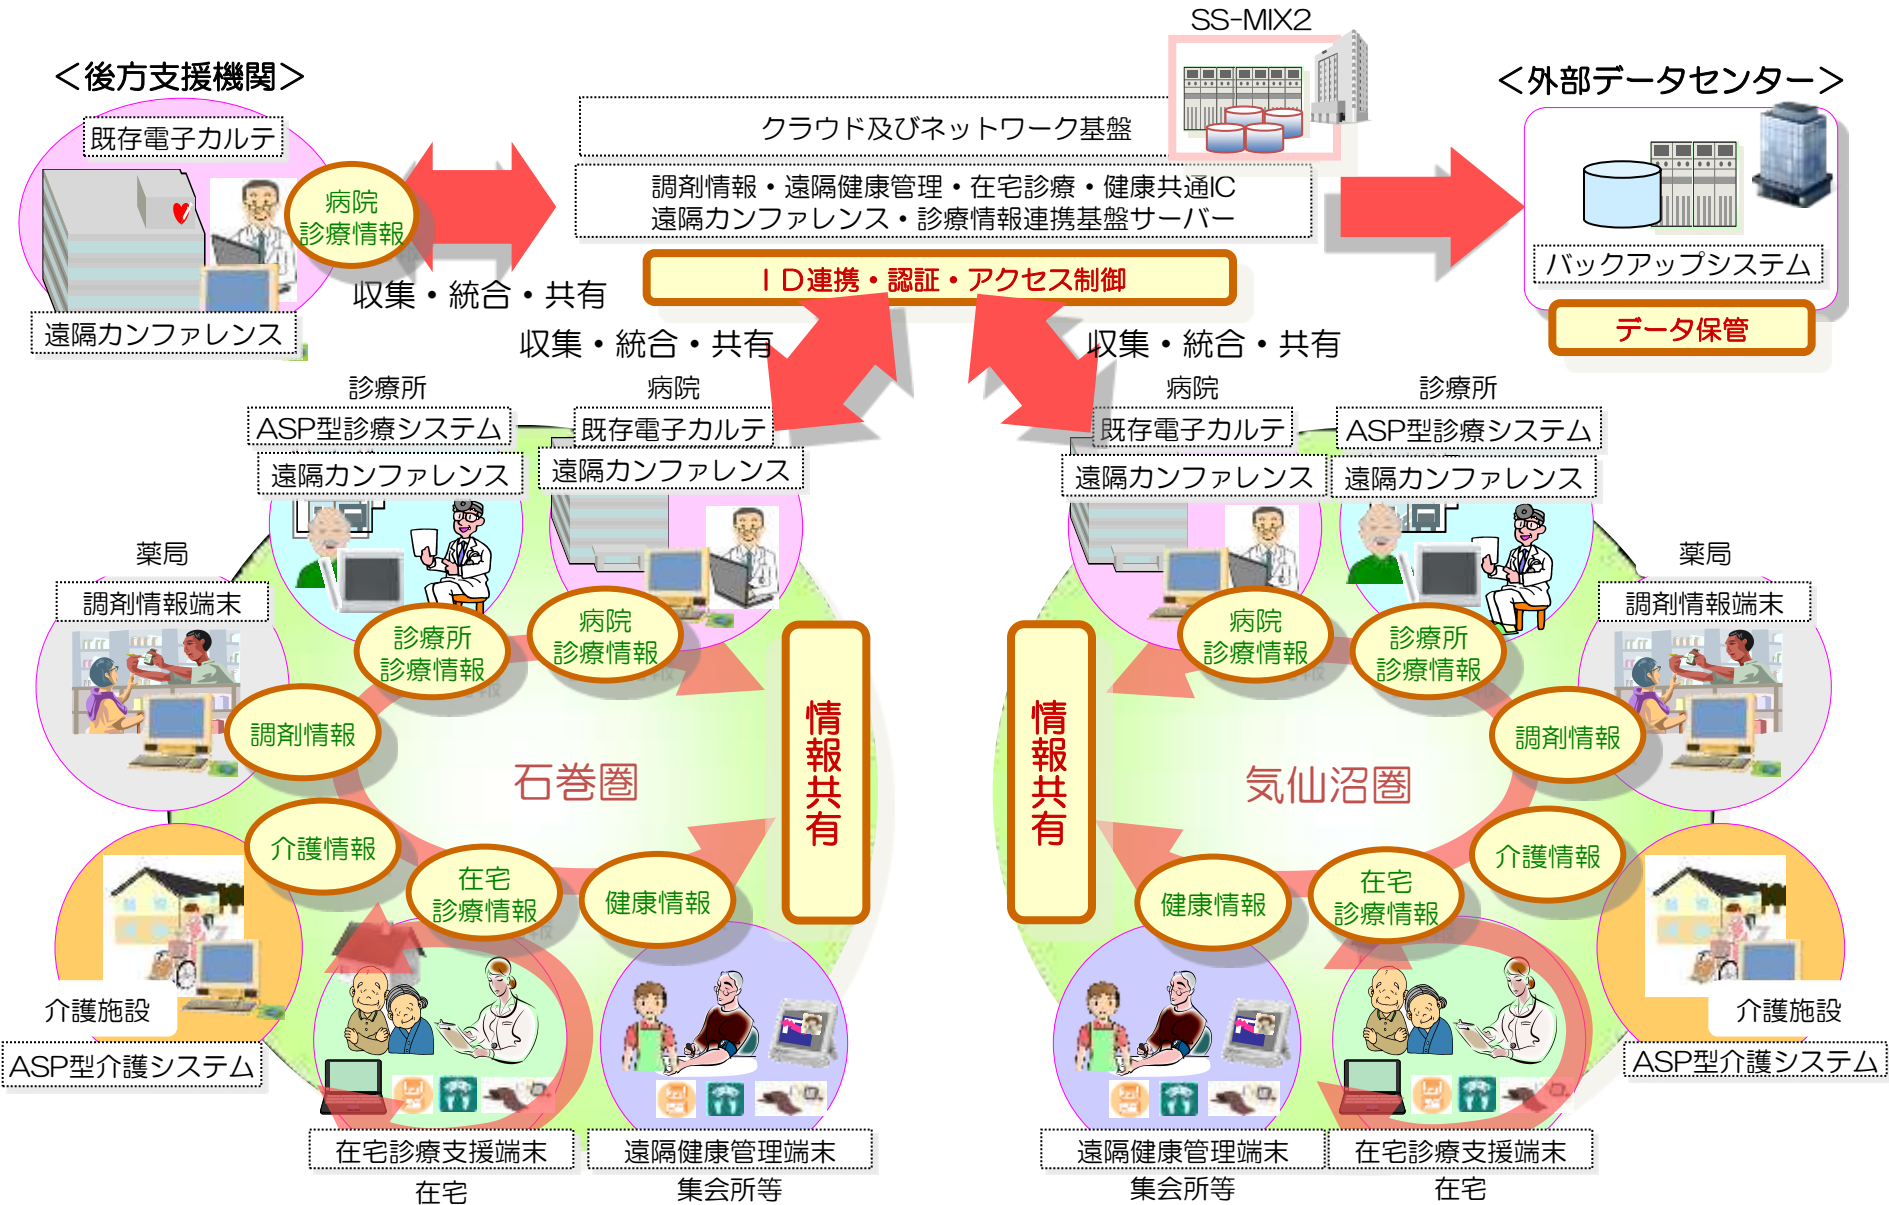 SS-MIX2
＜後方支援機関＞
既存電子カルテ
病院
診療情報
遠隔カンファレンス
収集・統合・共有
クラウド及びネットワーク基盤
調剤情報・遠隔健康管理・在宅診療・健康共通IC
遠隔カンファレンス・診療情報連携基盤サーバー
ＩＤ連携・認証・アクセス制御
＜外部データセンター＞
バックアップシステム
データ保管
収集・統合・共有
収集・統合・共有
診療所
ASP型診療システム
遠隔カンファレンス
病院
既存電子カルテ
遠隔カンファレンス
薬局
調剤情報端末
診療所
診療情報
病院
診療情報
調剤情報
石巻圏
情報共有
介護情報
在宅
診療情報
健康情報
介護施設
ASP型介護システム
在宅診療支援端末
在宅
遠隔健康管理端末
集会所等
病院
既存電子カルテ
遠隔カンファレンス
診療所
ASP型診療システム
遠隔カンファレンス
薬局
調剤情報端末
病院
診療情報
診療所
診療情報
調剤情報
情報共有
気仙沼圏
介護情報
在宅
診療情報
健康情報
介護施設
ASP型介護システム
遠隔健康管理端末
集会所等
在宅診療支援端末
在宅